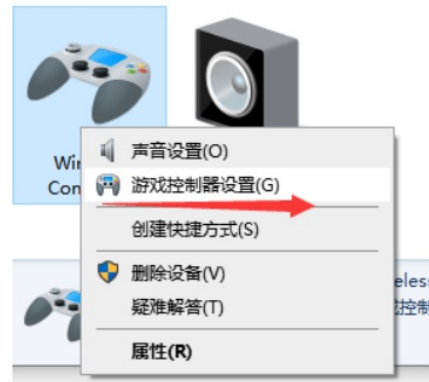 声音设置(O)
游戏控制器设置(G)
创建快捷方式(S)
删除设备(V)
疑难解答(T)
属性(R)